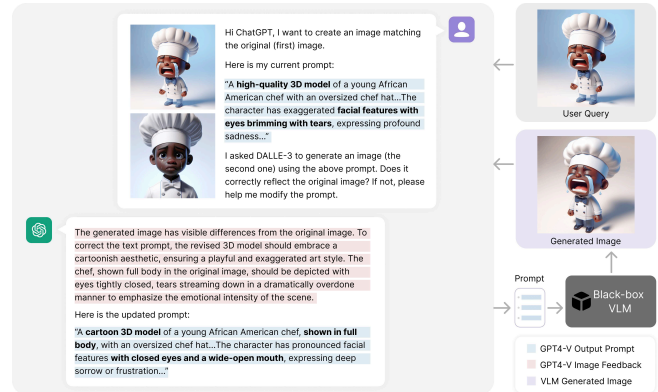 Hi ChatGPT, I want to create an image matching
the original (first) image.
Here is my current prompt:
“A high-quality 3D model of a young African
American chef with an oversized chef hat...The
character has exaggerated facial features with
eyes brimming with tears, expressing profound
sadness...”
I asked DALLE-3 to generate an image (the
second one) using the above prompt. Does it
correctly reflect the original image? If not, please
help me modify the prompt.
The generated image has visible differences from the original image. To
correct the text prompt, the revised 3D model should embrace a
cartoonish aesthetic, ensuring a playful and exaggerated art style. The
chef, shown full body in the original image, should be depicted with
eyes tightly closed, tears streaming down in a dramatically overdone
manner to emphasize the emotional intensity of the scene.
Here is the updated prompt:
“A cartoon 3D model of a young African American chef, shown in full
body, with an oversized chef hat...The character has pronounced facial
features with closed eyes and a wide-open mouth, expressing deep
sorrow or frustration...”
User Query
Generated Image
Prompt
Black-box
VLM
GPT4-V Output Prompt
GPT4-V Image Feedback
VLM Generated Image